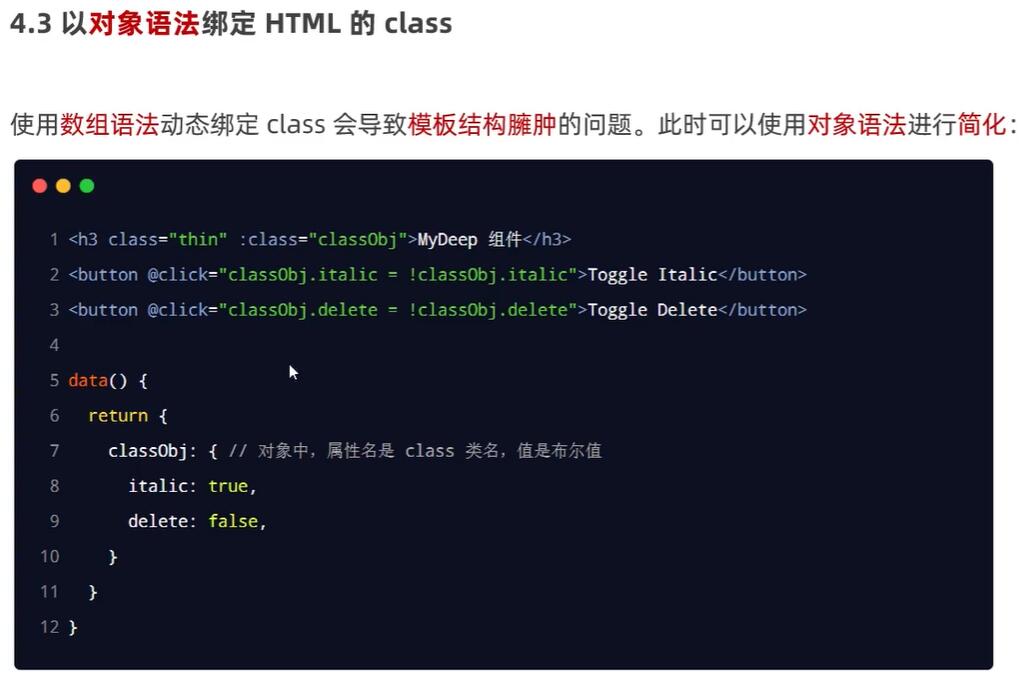 4.3 以对象语法绑定 HTML 的 class
使用数组语法动态绑定 class 会导致模板结构臃肿的问题。此时可以使用对象语法进行简化：
1 <h3 class="thin" :class="classObj">MyDeep 组件</h3>
2 <button @click="classObj.italic = !classObj.italic">Toggle Italic</button>
3 <button @click="classObj.delete = !classObj.delete">Toggle Delete</button>
4
5 data() {
6   return {
7     classObj: { // 对象中，属性名是 class 类名，值是布尔值
8       italic: true,
9       delete: false,
10     }
11   }
12 }